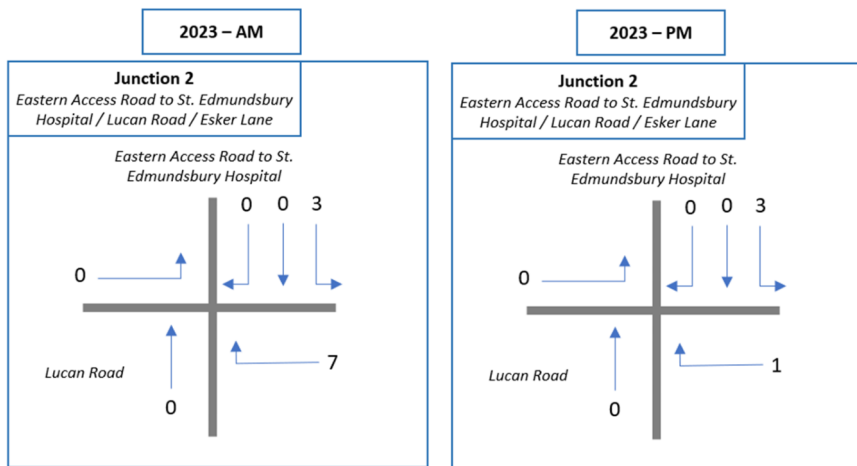 2023 – AM
Junction 2
Eastern Access Road to St. Edmundsbury
Hospital / Lucan Road / Esker Lane
Eastern Access Road to St.
Edmundsbury Hospital
0 0 3
0
7
Lucan Road
0
2023 – PM
Junction 2
Eastern Access Road to St. Edmundsbury
Hospital / Lucan Road / Esker Lane
Eastern Access Road to St.
Edmundsbury Hospital
0 0 3
0
1
Lucan Road
0